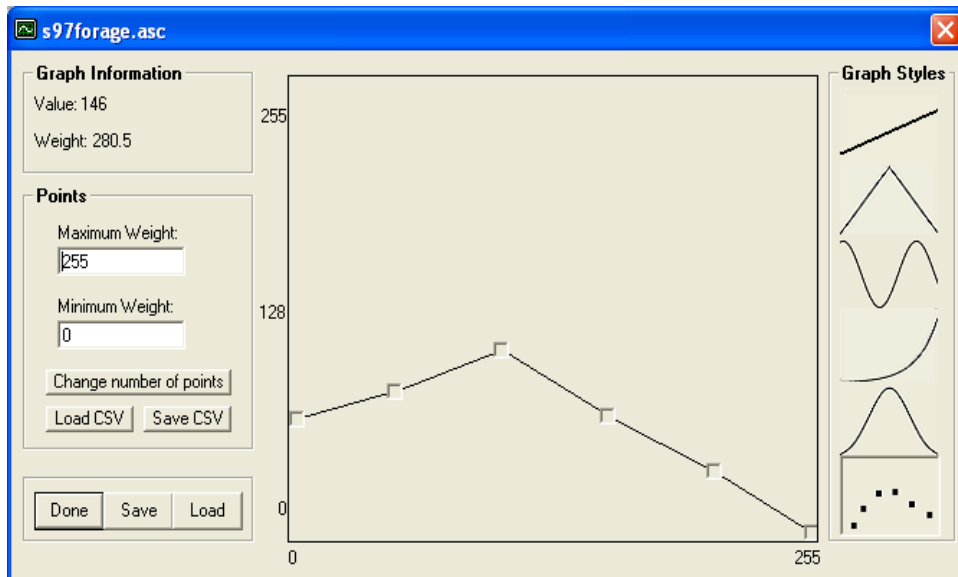 s97forage.asc
Graph Information
Value: 146
Weight: 280.5
Points
Maximum Weight:
255
Minimum Weight:
0
Change number of points
Load CSV Save CSV
Done Save Load
255
128
0
0 255
Graph Styles